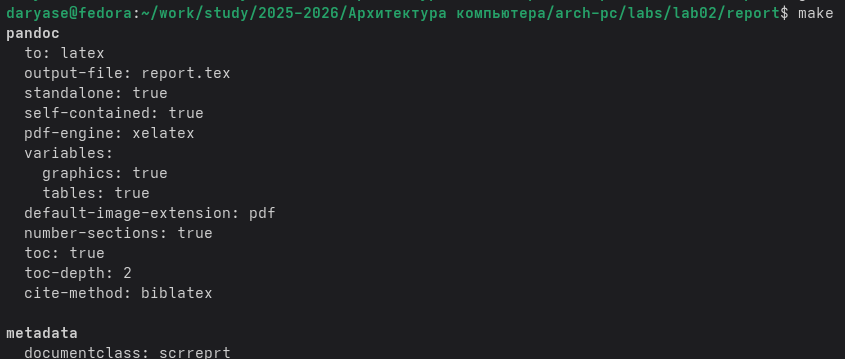 daryase@fedora:~/work/study/2025-2026/Архитектура компьютера/arch-pc/labs/lab02/report$ make
pandoc
  to: latex
  output-file: report.tex
  standalone: true
  self-contained: true
  pdf-engine: xelatex
  variables:
    graphics: true
    tables: true
  default-image-extension: pdf
  number-sections: true
  toc: true
  toc-depth: 2
  cite-method: biblatex

metadata
  documentclass: scrreprt